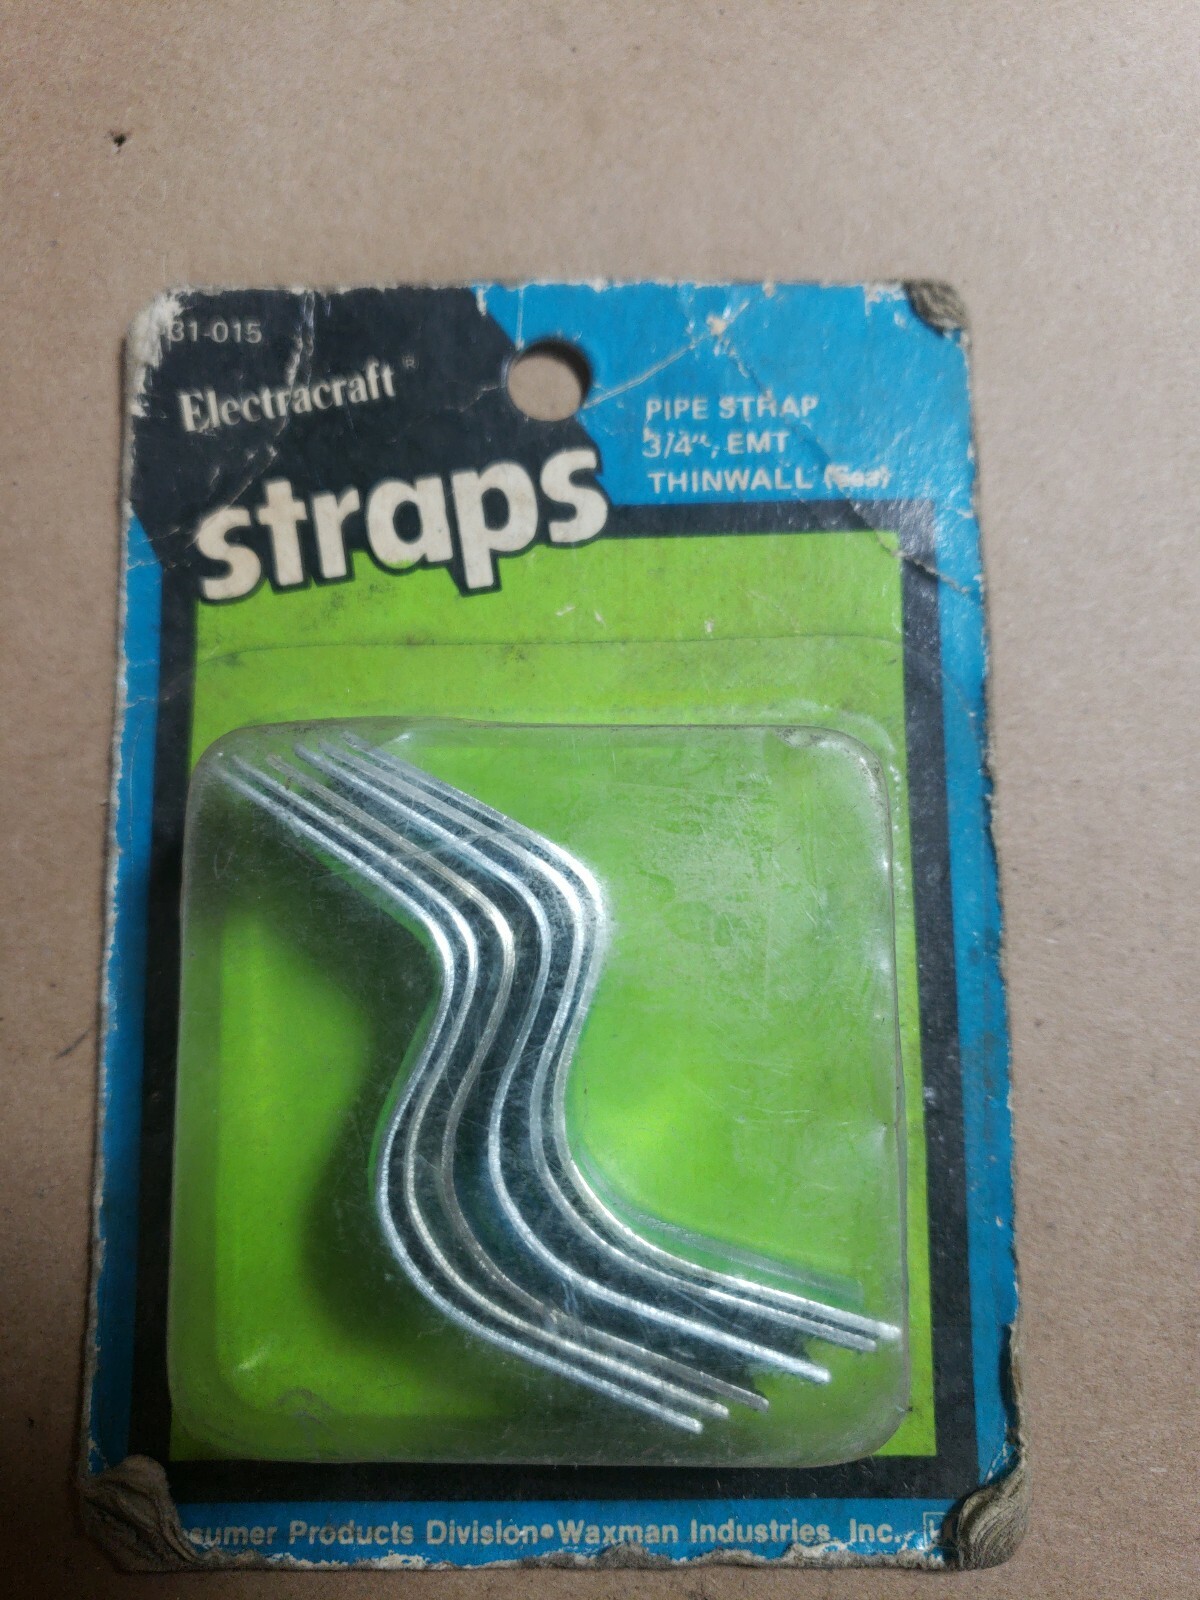 31-015
Electracraft®
straps
PIPE STRAP
3/4", EMT
THINWALL
sumer Products Division•Waxman Industries, Inc.